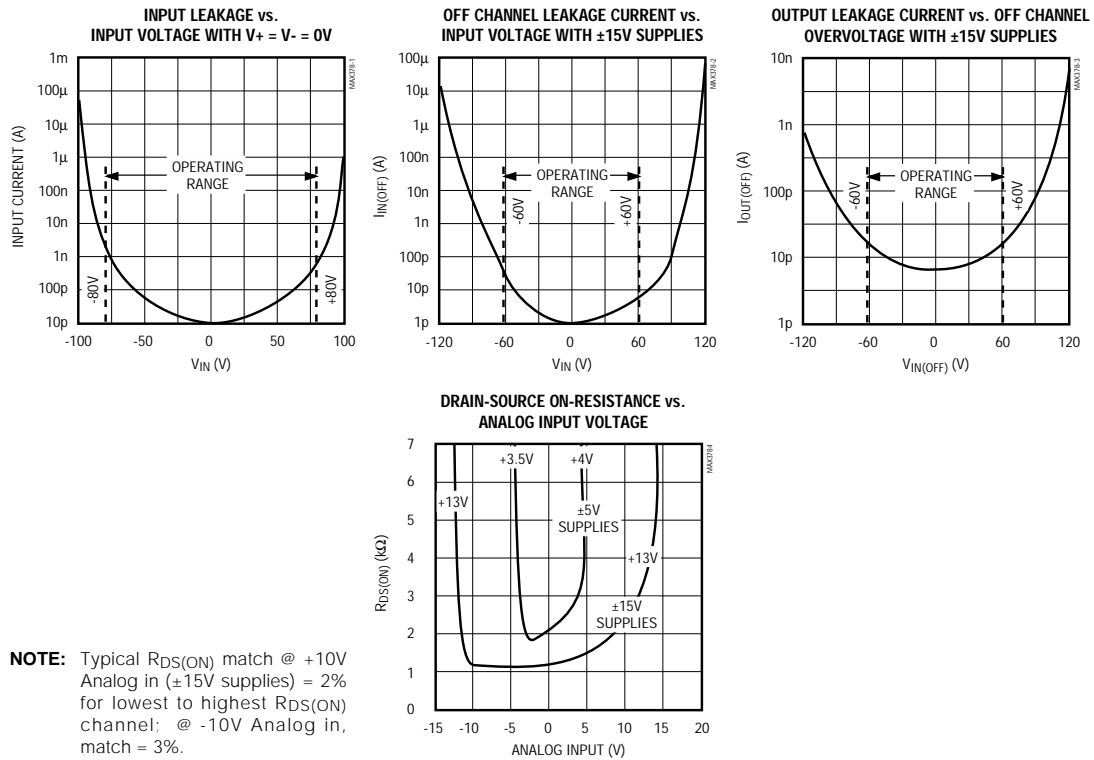 INPUT LEAKAGE vs.
INPUT VOLTAGE WITH V+ = V- = 0V
1m
100µ
10µ
1µ
100n
10n
1n
100p
10p
INPUT CURRENT (A)
OPERATING
RANGE
-80V
+80V
MAX378-1
-100
-50
0
50
100
VIN (V)
OFF CHANNEL LEAKAGE CURRENT vs.
INPUT VOLTAGE WITH ±15V SUPPLIES
100µ
10µ
1µ
100n
10n
1n
100p
10p
1p
IIN(OFF) (A)
OPERATING
RANGE
-60V
+60V
MAX378-2
-120
-60
0
60
120
VIN (V)
OUTPUT LEAKAGE CURRENT vs. OFF CHANNEL
OVERVOLTAGE WITH ±15V SUPPLIES
10n
1n
100p
10p
1p
IOUT(OFF) (A)
OPERATING
RANGE
-60V
+60V
MAX378-3
-120
-60
0
60
120
VIN(OFF) (V)
DRAIN-SOURCE ON-RESISTANCE vs.
ANALOG INPUT VOLTAGE
7
6
5
4
3
2
1
0
RDS(ON) (kΩ)
+3.5V
+4V
+13V
±5V
SUPPLIES
+13V
±15V
SUPPLIES
MAX3784
-15
-10
-5
0
5
10
15
20
ANALOG INPUT (V)
NOTE: Typical RDS(ON) match @ +10V
Analog in (±15V supplies) = 2%
for lowest to highest RDS(ON)
channel; @ -10V Analog in,
match = 3%.